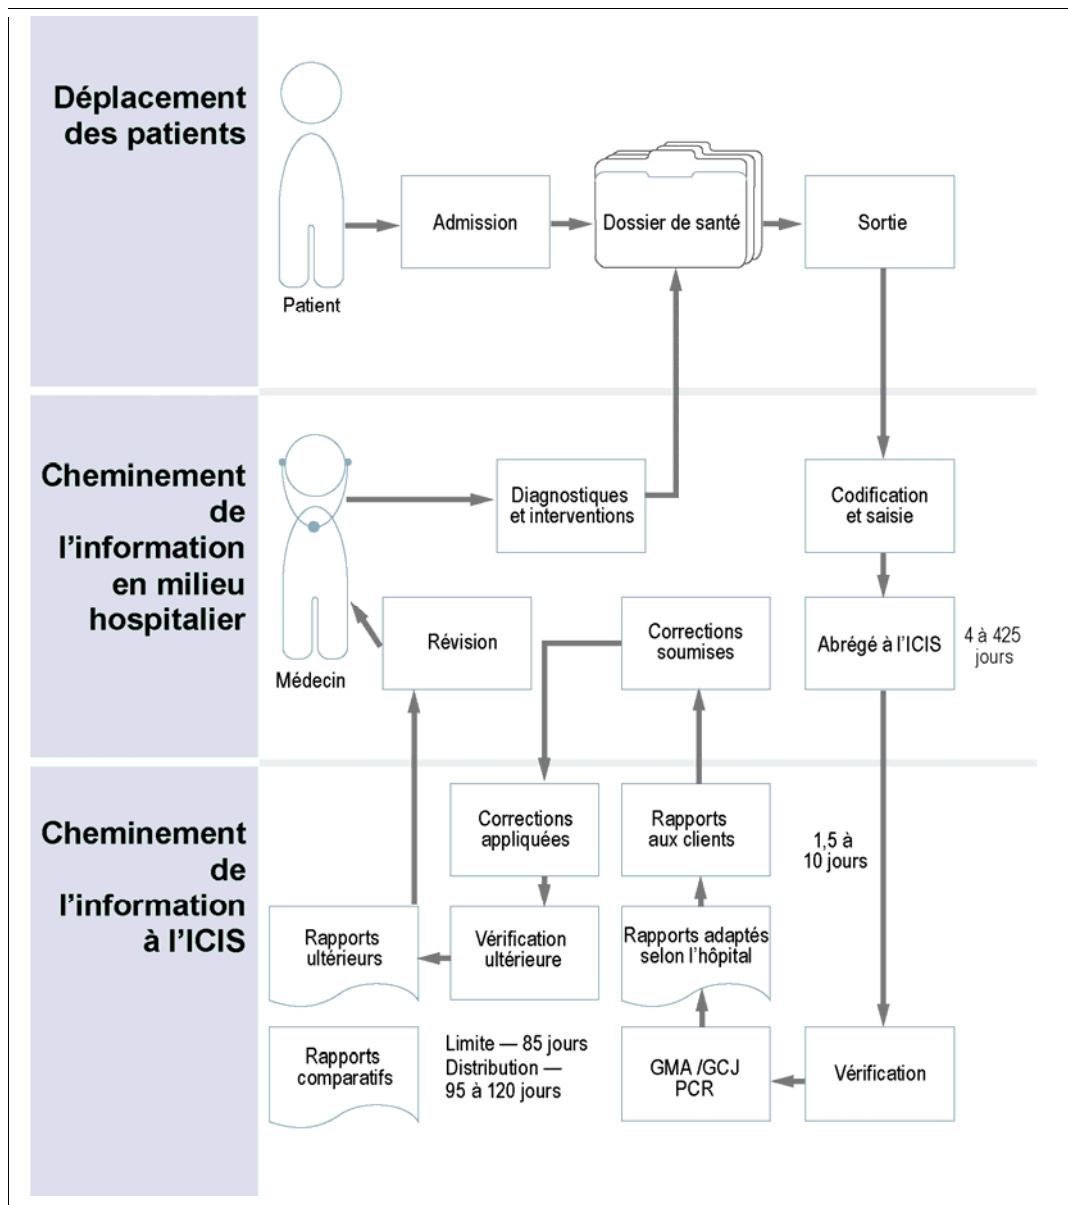 Déplacement
des patients
Admission
Dossier de santé
Sortie
Patient
Cheminement
de
l'information
en milieu
hospitalier
Diagnostiques
et interventions
Codification
et saisie
Médecin
Révision
Corrections
soumises
Abrégé à l'ICIS
4 à 425
jours
Cheminement
de
l'information
à l'ICIS
Corrections
appliquées
Rapports
aux clients
1,5 à
10 jours
Rapports
ultérieurs
Vérification
ultérieure
Rapports adaptés
selon l'hôpital
Rapports
comparatifs
Limite — 85 jours
Distribution —
95 à 120 jours
GMA /GCJ
PCR
Vérification